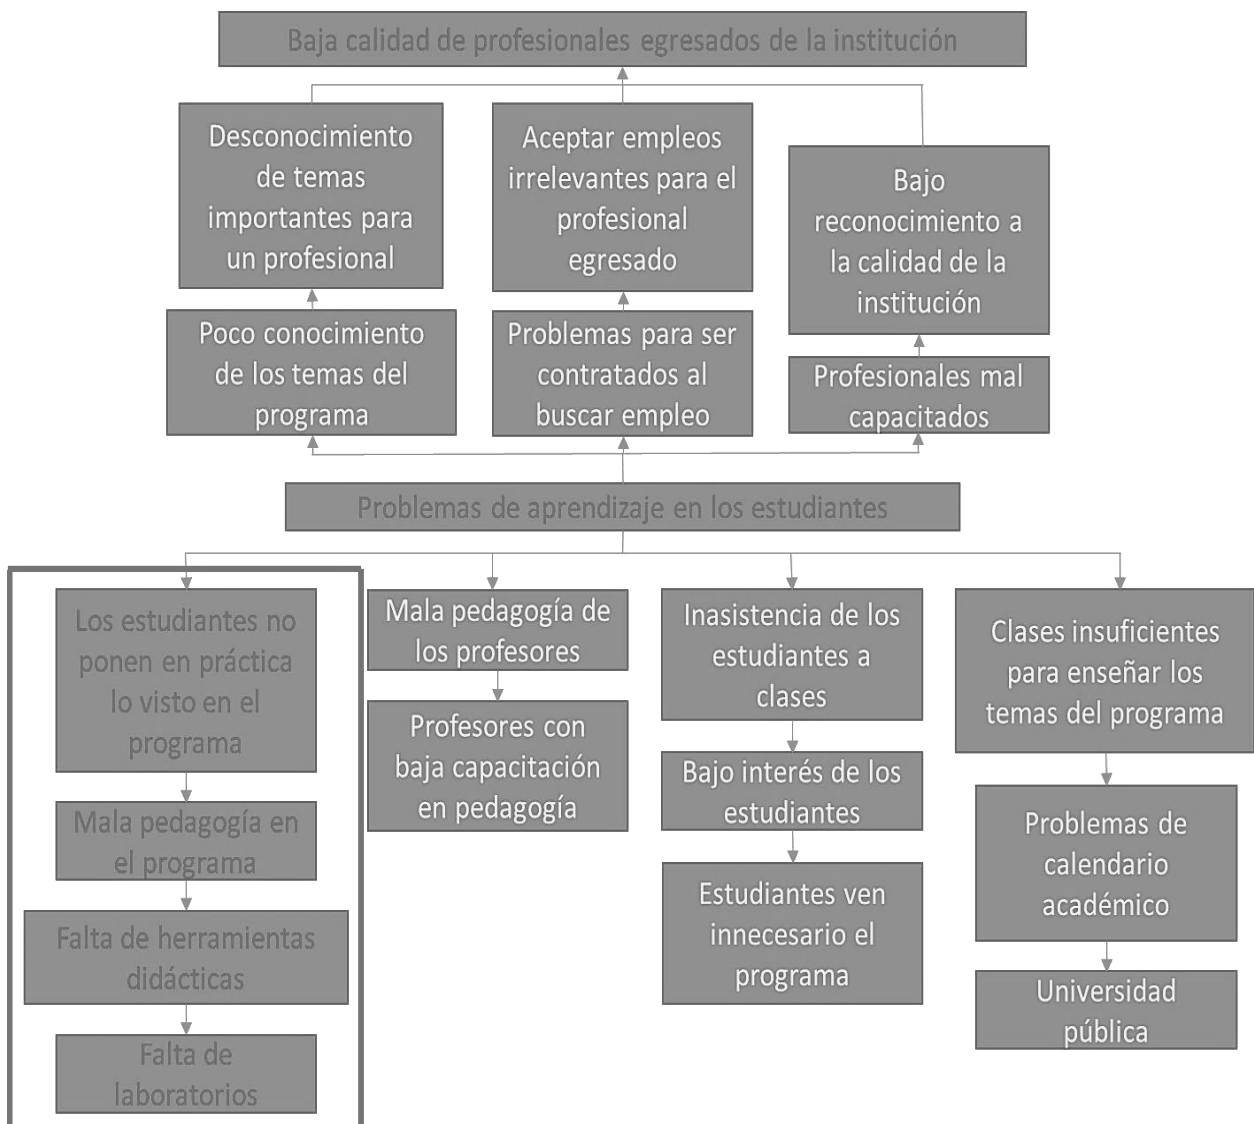 Baja calidad de profesionales egresados de la institución
Desconocimiento
de temas
importantes para
un profesional
Aceptar empleos
irrelevantes para el
profesional
egresado
Bajo
reconocimiento a
la calidad de la
institución
Poco conocimiento
de los temas del
programa
Problemas para ser
contratados al
buscar empleo
Profesionales mal
capacitados
Problemas de aprendizaje en los estudiantes
Los estudiantes no
ponen en práctica
lo visto en el
programa
Mala pedagogía en
el programa
Falta de herramientas
didácticas
Falta de
laboratorios
Mala pedagogía de
los profesores
Profesores con
baja capacitación
en pedagogía
Inasistencia de los
estudiantes a
clases
Bajo interés de los
estudiantes
Estudiantes ven
innecesario el
programa
Clases insuficientes
para enseñar los
temas del programa
Problemas de
calendario
académico
Universidad
pública